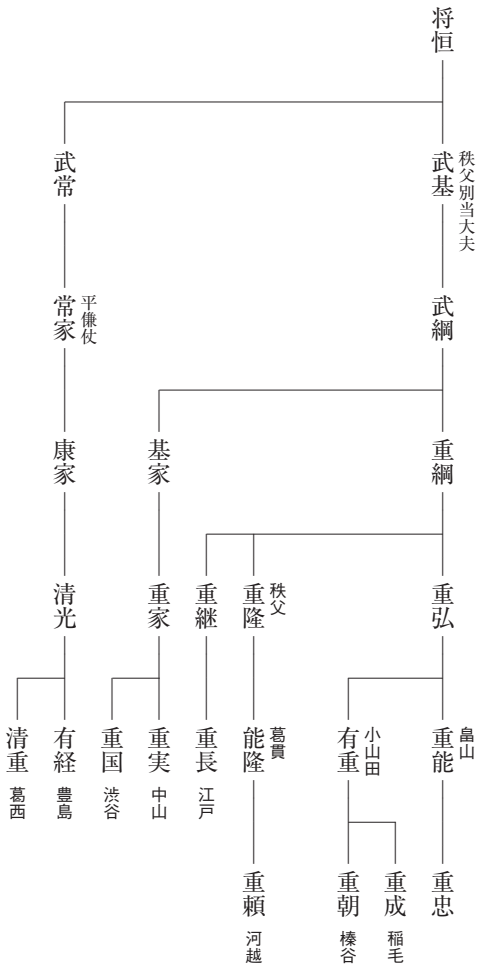 将恒
武基
秩父別当大夫
武常
武綱
常家
平傔仗
重綱
基家
康家
重弘
重隆
秩父
重継
重家
清光
重能
畠山
有重
小山田
能隆
葛貫
重長
江戸
重実
中山
重国
渋谷
有経
豊島
清重
葛西
重忠
重成
稲毛
重朝
榛谷
重頼
河越